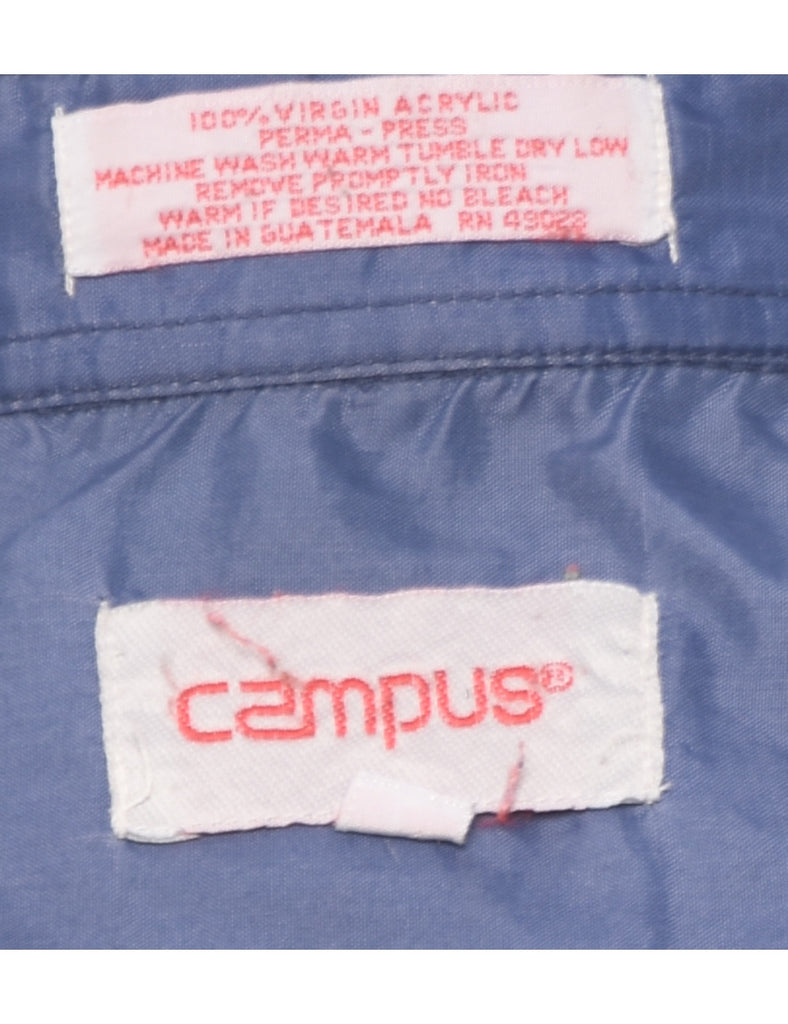 100% VIRGIN ACRYLIC
PERMA - PRESS
MACHINE WASH WARM TUMBLE DRY LOW
REMOVE PROMPTLY IRON
WARM IF DESIRED NO BLEACH
MADE IN GUATEMALA RN 49028
campus®